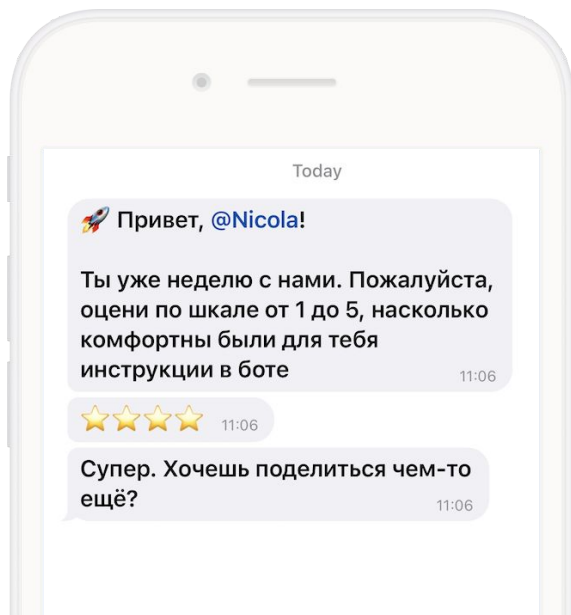 Today
🚀 Привет, @Nicola!
Ты уже неделю с нами. Пожалуйста,
оцени по шкале от 1 до 5, насколько
комфортны были для тебя
инструкции в боте
11:06
⭐⭐⭐⭐ 11:06
Супер. Хочешь поделиться чем-то
ещё?
11:06